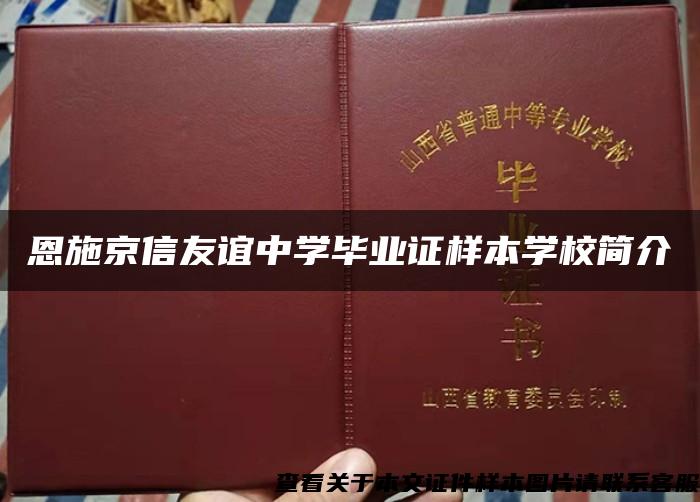 山西省普通中等专业学校
毕业证书
恩施京信友谊中学毕业证样本学校简介
山西省教育委员会印制
查看关于本文证件样本图片请联系客服